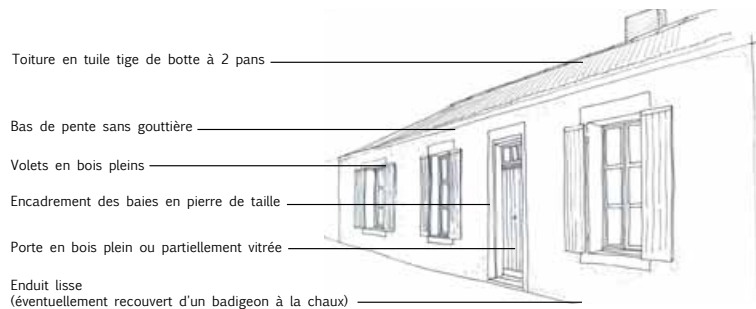 Toiture en tuile tige de botte à 2 pans
Bas de pente sans gouttière
Volets en bois pleins
Encadrement des baies en pierre de taille
Porte en bois plein ou partiellement vitrée
Enduit lisse
(éventuellement recouvert d'un badigeon à la chaux)